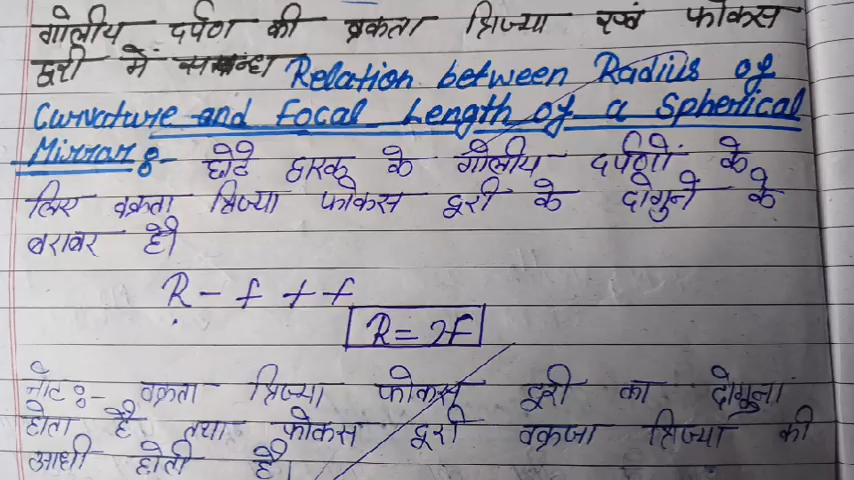 गोलीय दर्पण की वक्रता त्रिज्या एवं फोकस
दूरी में सम्बन्ध Relation between Radius of
Curvature and Focal Length of a Spherical
Mirror :- छोटे द्वारक के गोलीय दर्पणों के
लिए वक्रता त्रिज्या फोकस दूरी के दोगुने के
बराबर है।
R - f + f
R = 2f
नोट :- वक्रता त्रिज्या फोकस दूरी का दोगुना
होता है तथा फोकस दूरी वक्रजा त्रिज्या की
आधी होती है।